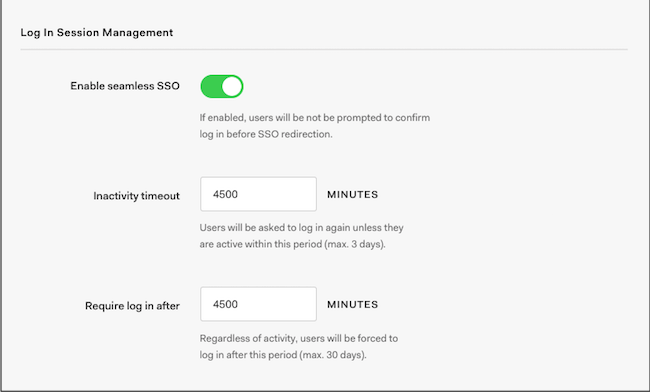 Log In Session Management
Enable seamless SSO
If enabled, users will be not be prompted to confirm
log in before SSO redirection.
Inactivity timeout
4500
MINUTES
Users will be asked to log in again unless they
are active within this period (max. 3 days).
Require log in after
4500
MINUTES
Regardless of activity, users will be forced to
log in after this period (max. 30 days).